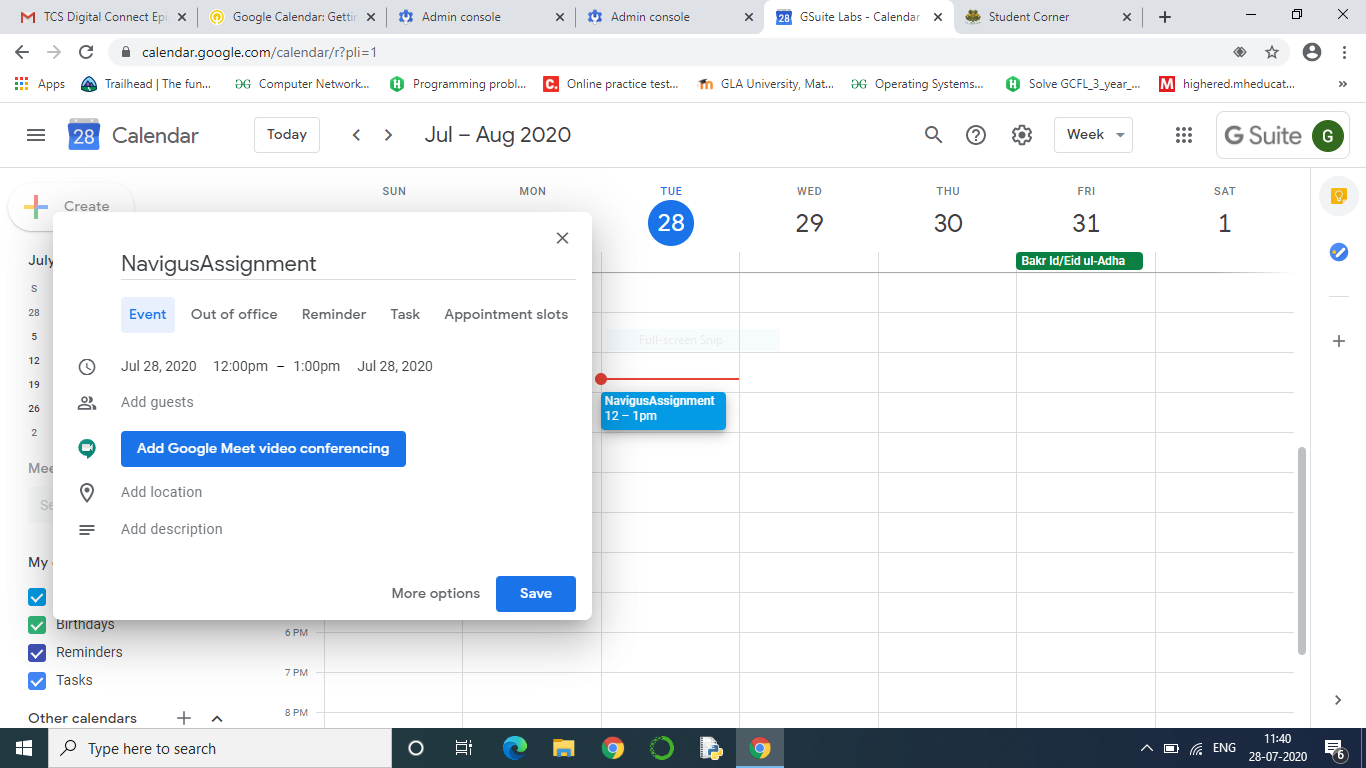 TCS Digital Connect Epi
Google Calendar: Gettin
Admin console
Admin console
GSuite Labs - Calendar
Student Corner
calendar.google.com/calendar/r?pli=1
Apps
Trailhead | The fun...
Computer Network...
Programming probl...
Online practice test...
GLA University, Mat...
Operating Systems...
Solve GCFL_3_year_...
highered.mheducat...
28 Calendar
Today
Jul – Aug 2020
Week
G Suite
G
Create
SUN
MON
TUE
WED
THU
FRI
SAT
28
29
30
31
1
Bakr Id/Eid ul-Adha
July
S
28
5
12
19
26
2
Mee
Se
My
NavigusAssignment
Event
Out of office
Reminder
Task
Appointment slots
Jul 28, 2020 12:00pm – 1:00pm Jul 28, 2020
Add guests
Add Google Meet video conferencing
Add location
Add description
More options
Save
Full-screen Snip
NavigusAssignment
12 – 1pm
Birthdays
Reminders
Tasks
Other calendars
6 PM
7 PM
8 PM
Type here to search
ENG
11:40
28-07-2020
6